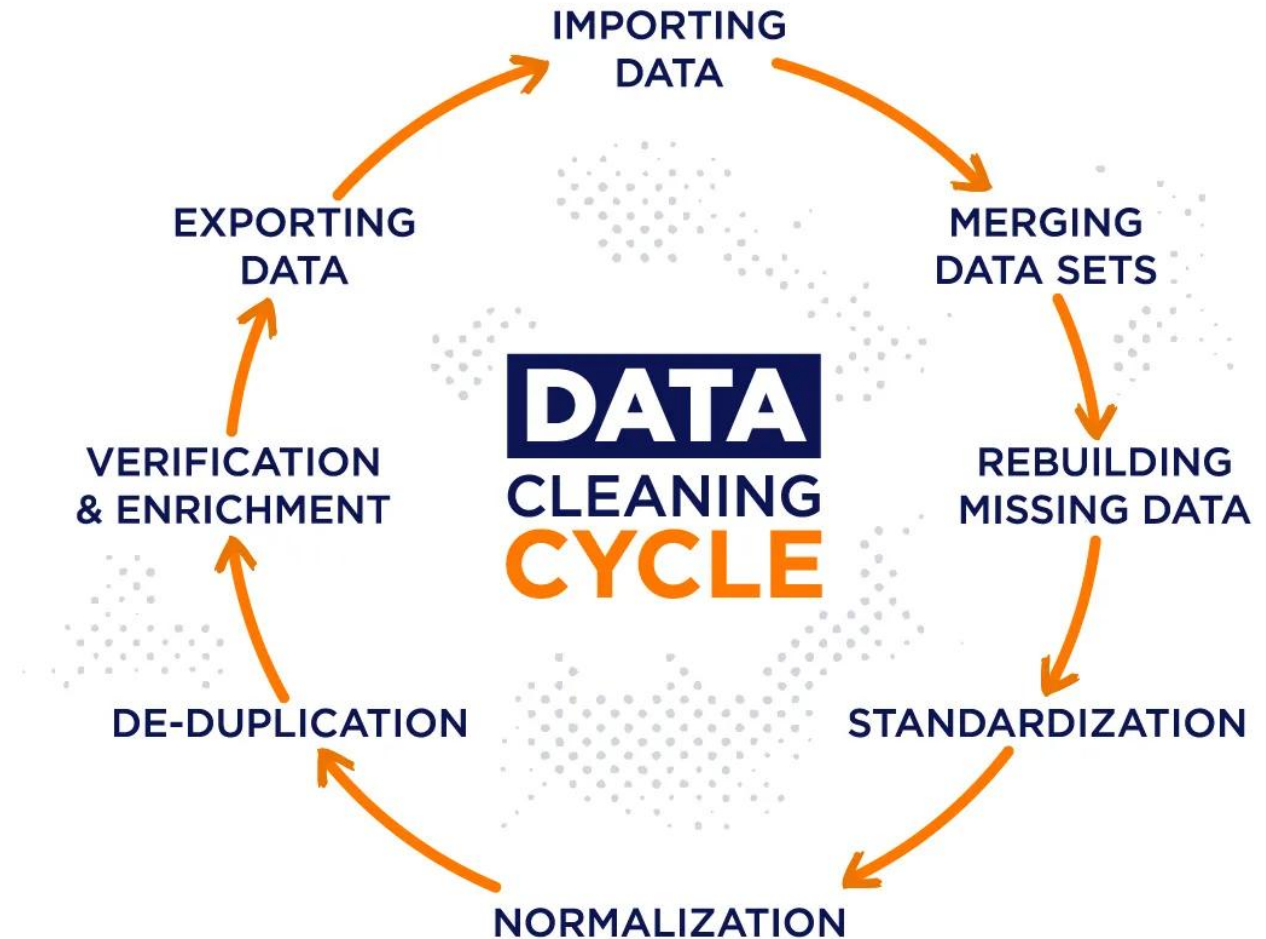 IMPORTING
DATA
MERGING
DATA SETS
REBUILDING
MISSING DATA
STANDARDIZATION
NORMALIZATION
DE-DUPLICATION
VERIFICATION
& ENRICHMENT
EXPORTING
DATA
DATA
CLEANING
CYCLE